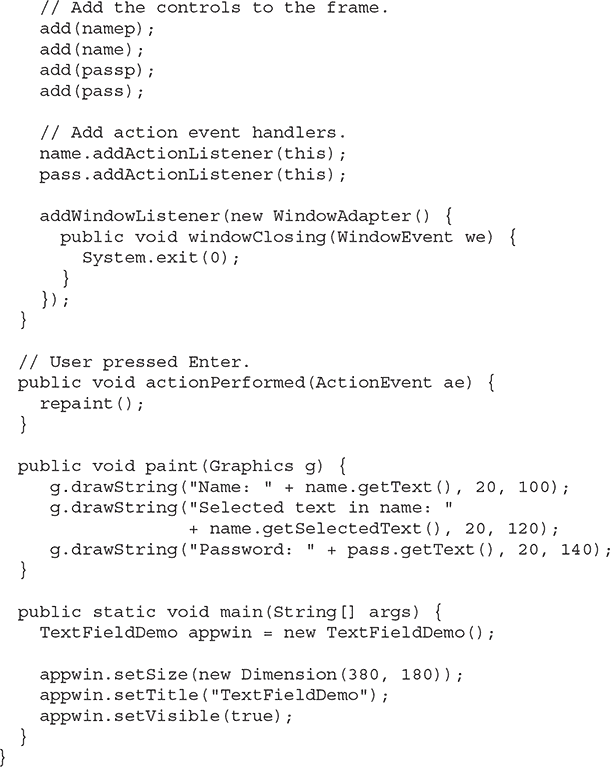 // Add the controls to the frame.
add(namep);
add(name);
add(passp);
add(pass);
// Add action event handlers.
name.addActionListener(this);
pass.addActionListener(this);
addWindowListener(new WindowAdapter() {
public void windowClosing(WindowEvent we) {
System.exit(0);
}
});
}
// User pressed Enter.
public void actionPerformed(ActionEvent ae) {
repaint();
}
public void paint(Graphics g) {
g.drawString("Name: " + name.getText(), 20, 100);
g.drawString("Selected text in name: "
+ name.getSelectedText(), 20, 120);
g.drawString("Password: " + pass.getText(), 20, 140);
}
public static void main(String[] args) {
TextFieldDemo appwin = new TextFieldDemo();
appwin.setSize(new Dimension(380, 180));
appwin.setTitle("TextFieldDemo");
appwin.setVisible(true);
}
}